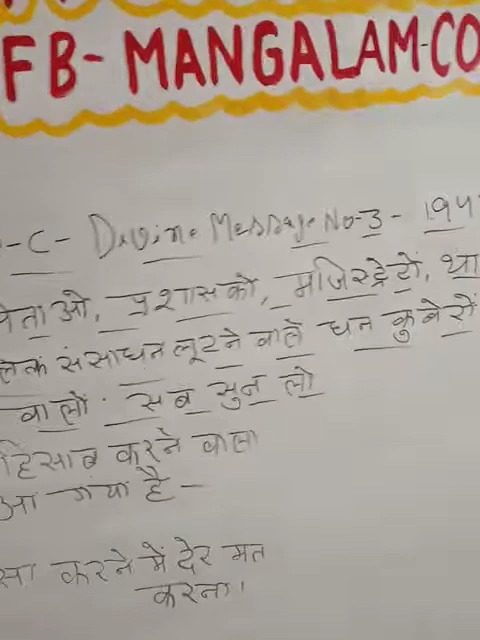 FB- MANGALAM-CO
-C- Divine Message No-3- 194
नेताओ, प्रशासको, मजिस्ट्रेटों, था
संसाधन लूटने वाले धन कुबेरों
वालों. सब सुन लो
हिसाब करने वाला
आ गया है -
करने में देर मत
करना।